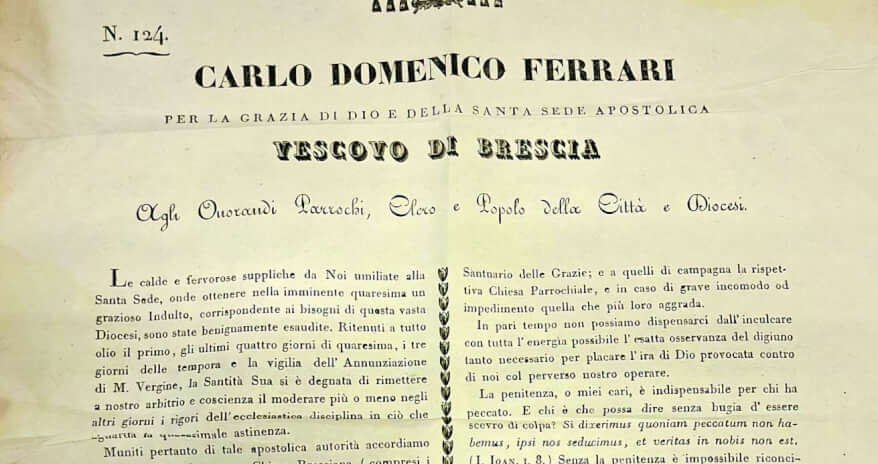 N. 124.
CARLO DOMENICO FERRARI
PER LA GRAZIA DI DIO E DELLA SANTA SEDE APOSTOLICA
VESCOVO DI BRESCIA
Agli Onorandi Parrochi, Clero e Popolo della Città e Diocesi.
Le calde e fervorose suppliche da Noi umiliate alla
Santa Sede, onde ottenere nella imminente quaresima un
grazioso Indulto, corrispondente ai bisogni di questa vasta
Diocesi, sono state benignamente esaudite. Ritenuti a tutto
olio il primo, gli ultimi quattro giorni di quaresima, i tre
giorni delle tempora e la vigilia dell'Annunziazione
di M. Vergine, la Santità Sua si è degnata di rimettere
a nostro arbitrio e coscienza il moderare più o meno negli
altri giorni i rigori dell'ecclesiastica disciplina in ciò che
la quaresimale astinenza.
Muniti pertanto di tale apostolica autorità accordiamo
(compresi i
Santuario delle Grazie; e a quelli di campagna la rispet-
tiva Chiesa Parrochiale, e in caso di grave incomodo od
impedimento quella che più loro aggrada.
In pari tempo non possiamo dispensarci dall'inculcare
con tutta l'energia possibile l'esatta osservanza del digiuno
tanto necessario per placare l'ira di Dio provocata contro
di noi col perverso nostro operare.
La penitenza, o miei cari, è indispensabile per chi ha
peccato. E chi è che possa dire senza bugia d'essere
scevro di colpa? Si dixerimus quoniam peccatum non ha-
bemus, ipsi nos seducimus, et veritas in nobis non est.
(I. IOAN. I. 8.) Senza la penitenza è impossibile riconci-